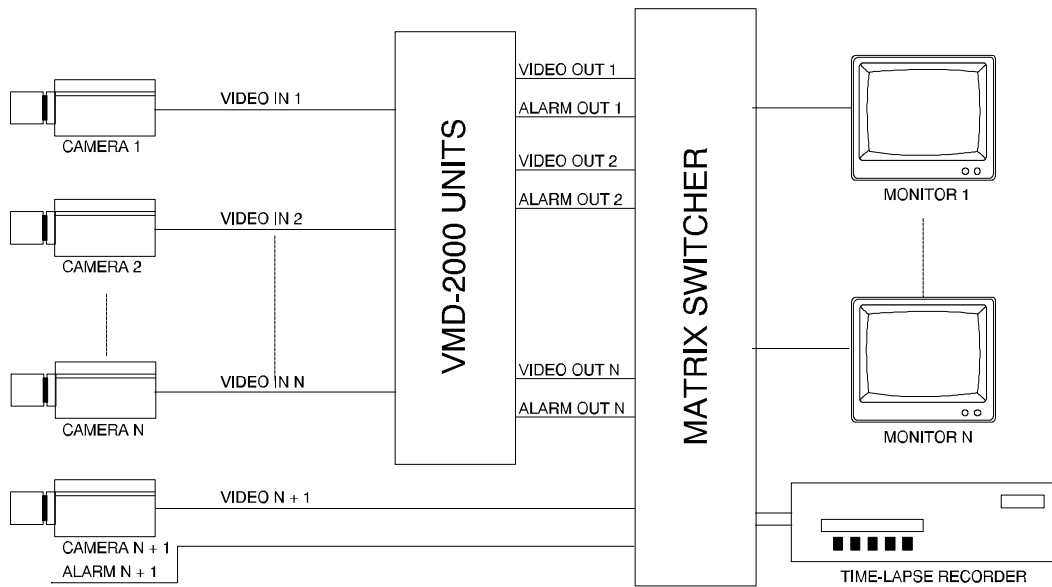 VIDEO IN 1
CAMERA 1
VIDEO IN 2
CAMERA 2
VIDEO IN N
CAMERA N
VIDEO N + 1
CAMERA N + 1
ALARM N + 1
VMD-2000 UNITS
VIDEO OUT 1
ALARM OUT 1
VIDEO OUT 2
ALARM OUT 2
VIDEO OUT N
ALARM OUT N
MATRIX SWITCHER
MONITOR 1
MONITOR N
TIME-LAPSE RECORDER